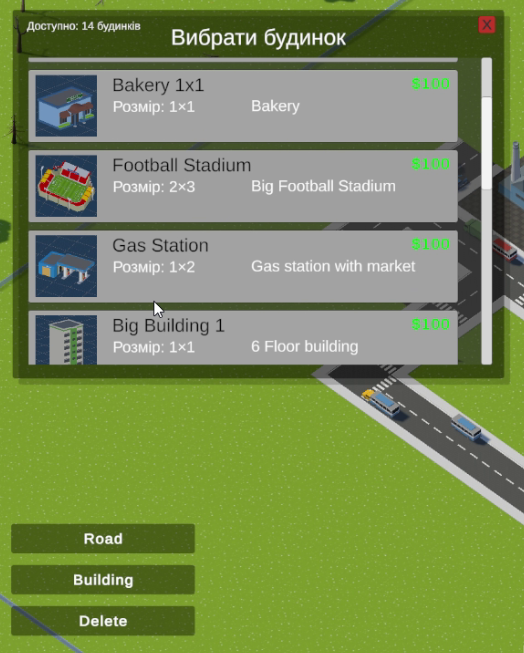 Доступно: 14 будинків
Вибрати будинок
X
Bakery 1x1
$100
Розмір: 1×1
Bakery
Football Stadium
$100
Розмір: 2×3
Big Football Stadium
Gas Station
$100
Розмір: 1×2
Gas station with market
Big Building 1
$100
Розмір: 1×1
6 Floor building
Road
Building
Delete